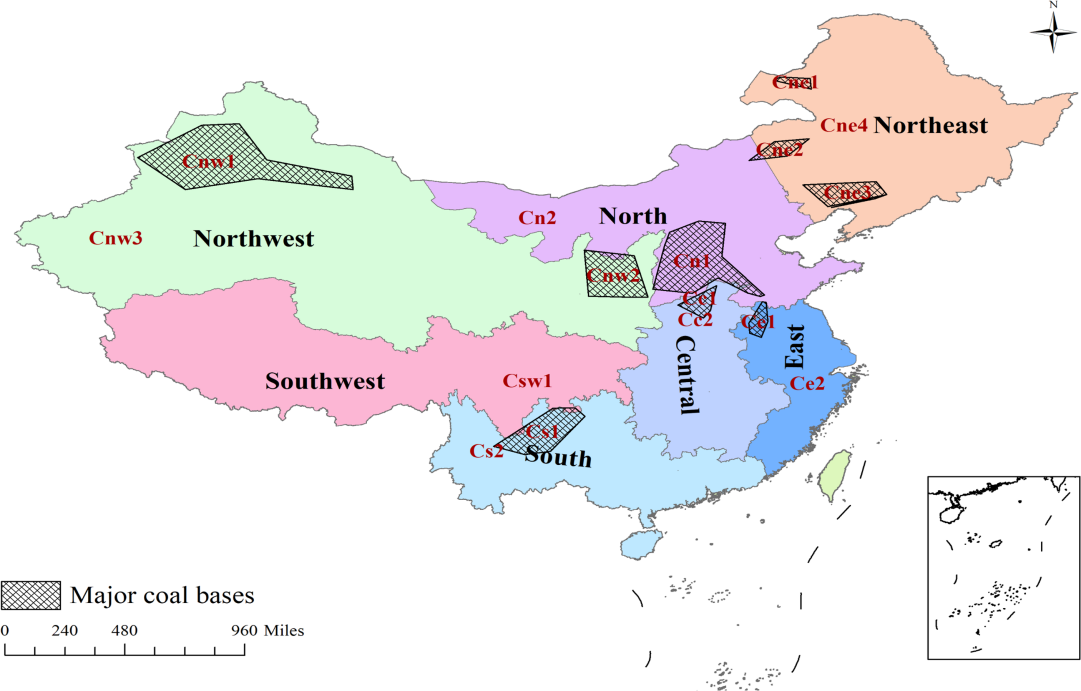 N
Cne1
Cne4
Northeast
Cne2
Cnw1
Cne3
Cn2
North
Cnw3
Northwest
Cn1
Cnw2
Cc1
Cc2
Ce1
East
Central
Southwest
Csw1
Ce2
Cs1
Cs2
South
Major coal bases
0 240 480 960 Miles